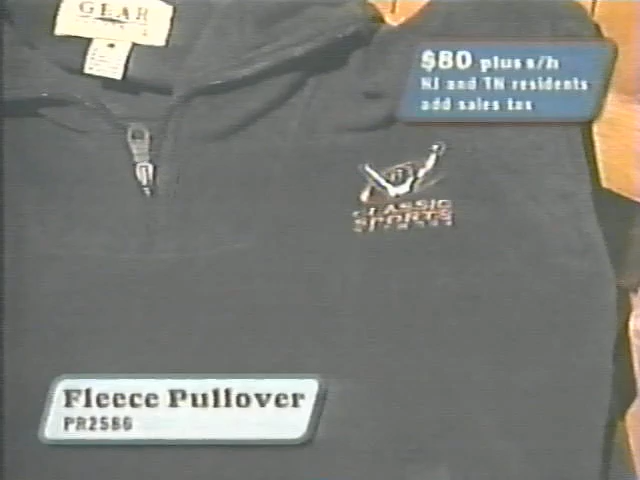 GEAR
$80 plus s/h
NJ and TN residents
add sales tax
CLASSIC
SPORTS
Fleece Pullover
PR2586